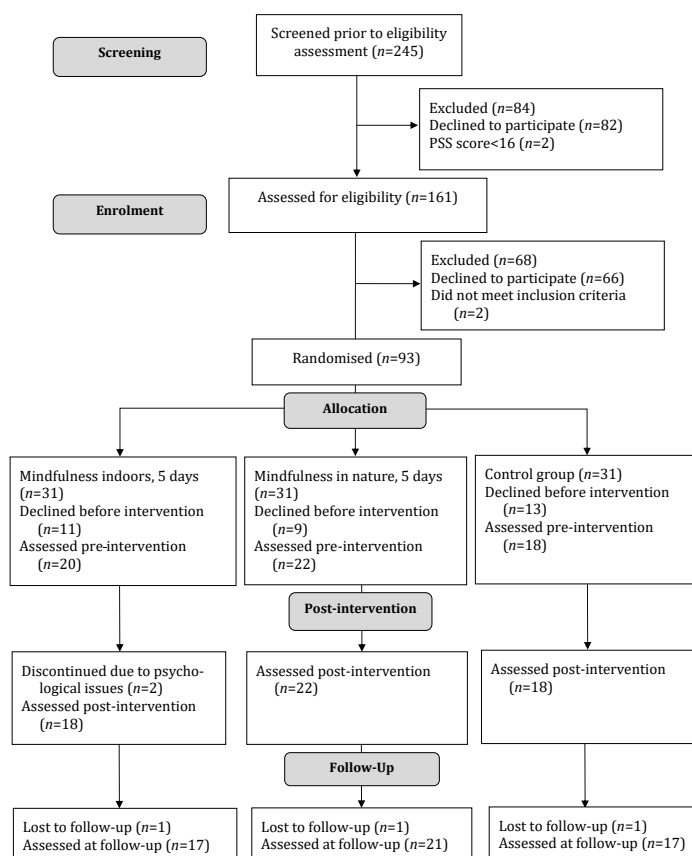 Screened prior to eligibility
assessment (n=245)
Screening
Excluded (n=84)
Declined to participate (n=82)
PSS score<16 (n=2)
Assessed for eligibility (n=161)
Enrolment
Excluded (n=68)
Declined to participate (n=66)
Did not meet inclusion criteria
(n=2)
Randomised (n=93)
Allocation
Mindfulness indoors, 5 days
(n=31)
Declined before intervention
(n=11)
Assessed pre-intervention
(n=20)
Mindfulness in nature, 5 days
(n=31)
Declined before intervention
(n=9)
Assessed pre-intervention
(n=22)
Control group (n=31)
Declined before intervention
(n=13)
Assessed pre-intervention
(n=18)
Post-intervention
Discontinued due to psycho-
logical issues (n=2)
Assessed post-intervention
(n=18)
Assessed post-intervention
(n=22)
Assessed post-intervention
(n=18)
Follow-Up
Lost to follow-up (n=1)
Assessed at follow-up (n=17)
Lost to follow-up (n=1)
Assessed at follow-up (n=21)
Lost to follow-up (n=1)
Assessed at follow-up (n=17)